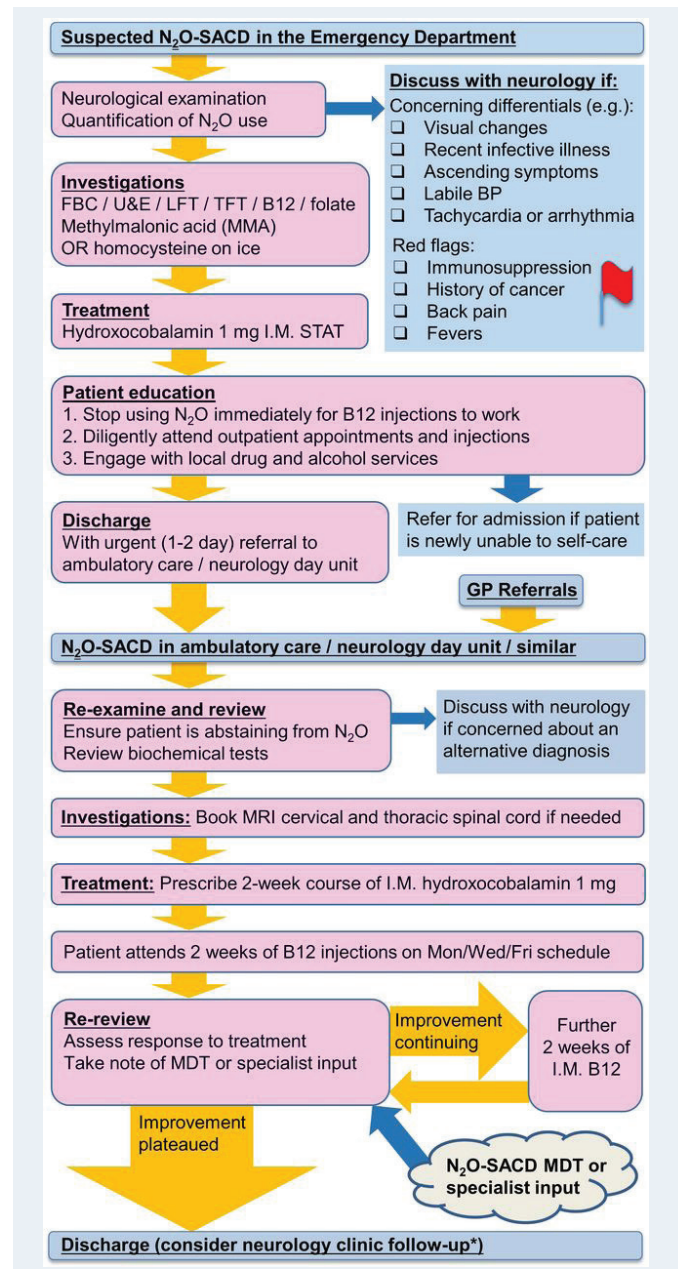 Suspected N₂O-SACD in the Emergency Department
Neurological examination
Quantification of N₂O use
Discuss with neurology if:
Concerning differentials (e.g.):
❑ Visual changes
❑ Recent infective illness
❑ Ascending symptoms
❑ Labile BP
❑ Tachycardia or arrhythmia
Red flags:
❑ Immunosuppression
❑ History of cancer
❑ Back pain
❑ Fevers
Investigations
FBC / U&E / LFT / TFT / B12 / folate
Methylmalonic acid (MMA)
OR homocysteine on ice
Treatment
Hydroxocobalamin 1 mg I.M. STAT
Patient education
1. Stop using N₂O immediately for B12 injections to work
2. Diligently attend outpatient appointments and injections
3. Engage with local drug and alcohol services
Discharge
With urgent (1-2 day) referral to
ambulatory care / neurology day unit
Refer for admission if patient
is newly unable to self-care
GP Referrals
N₂O-SACD in ambulatory care / neurology day unit / similar
Re-examine and review
Ensure patient is abstaining from N₂O
Review biochemical tests
Discuss with neurology
if concerned about an
alternative diagnosis
Investigations: Book MRI cervical and thoracic spinal cord if needed
Treatment: Prescribe 2-week course of I.M. hydroxocobalamin 1 mg
Patient attends 2 weeks of B12 injections on Mon/Wed/Fri schedule
Re-review
Assess response to treatment
Take note of MDT or specialist input
Improvement
continuing
Further
2 weeks of
I.M. B12
Improvement
plateaued
N₂O-SACD MDT or
specialist input
Discharge (consider neurology clinic follow-up*)